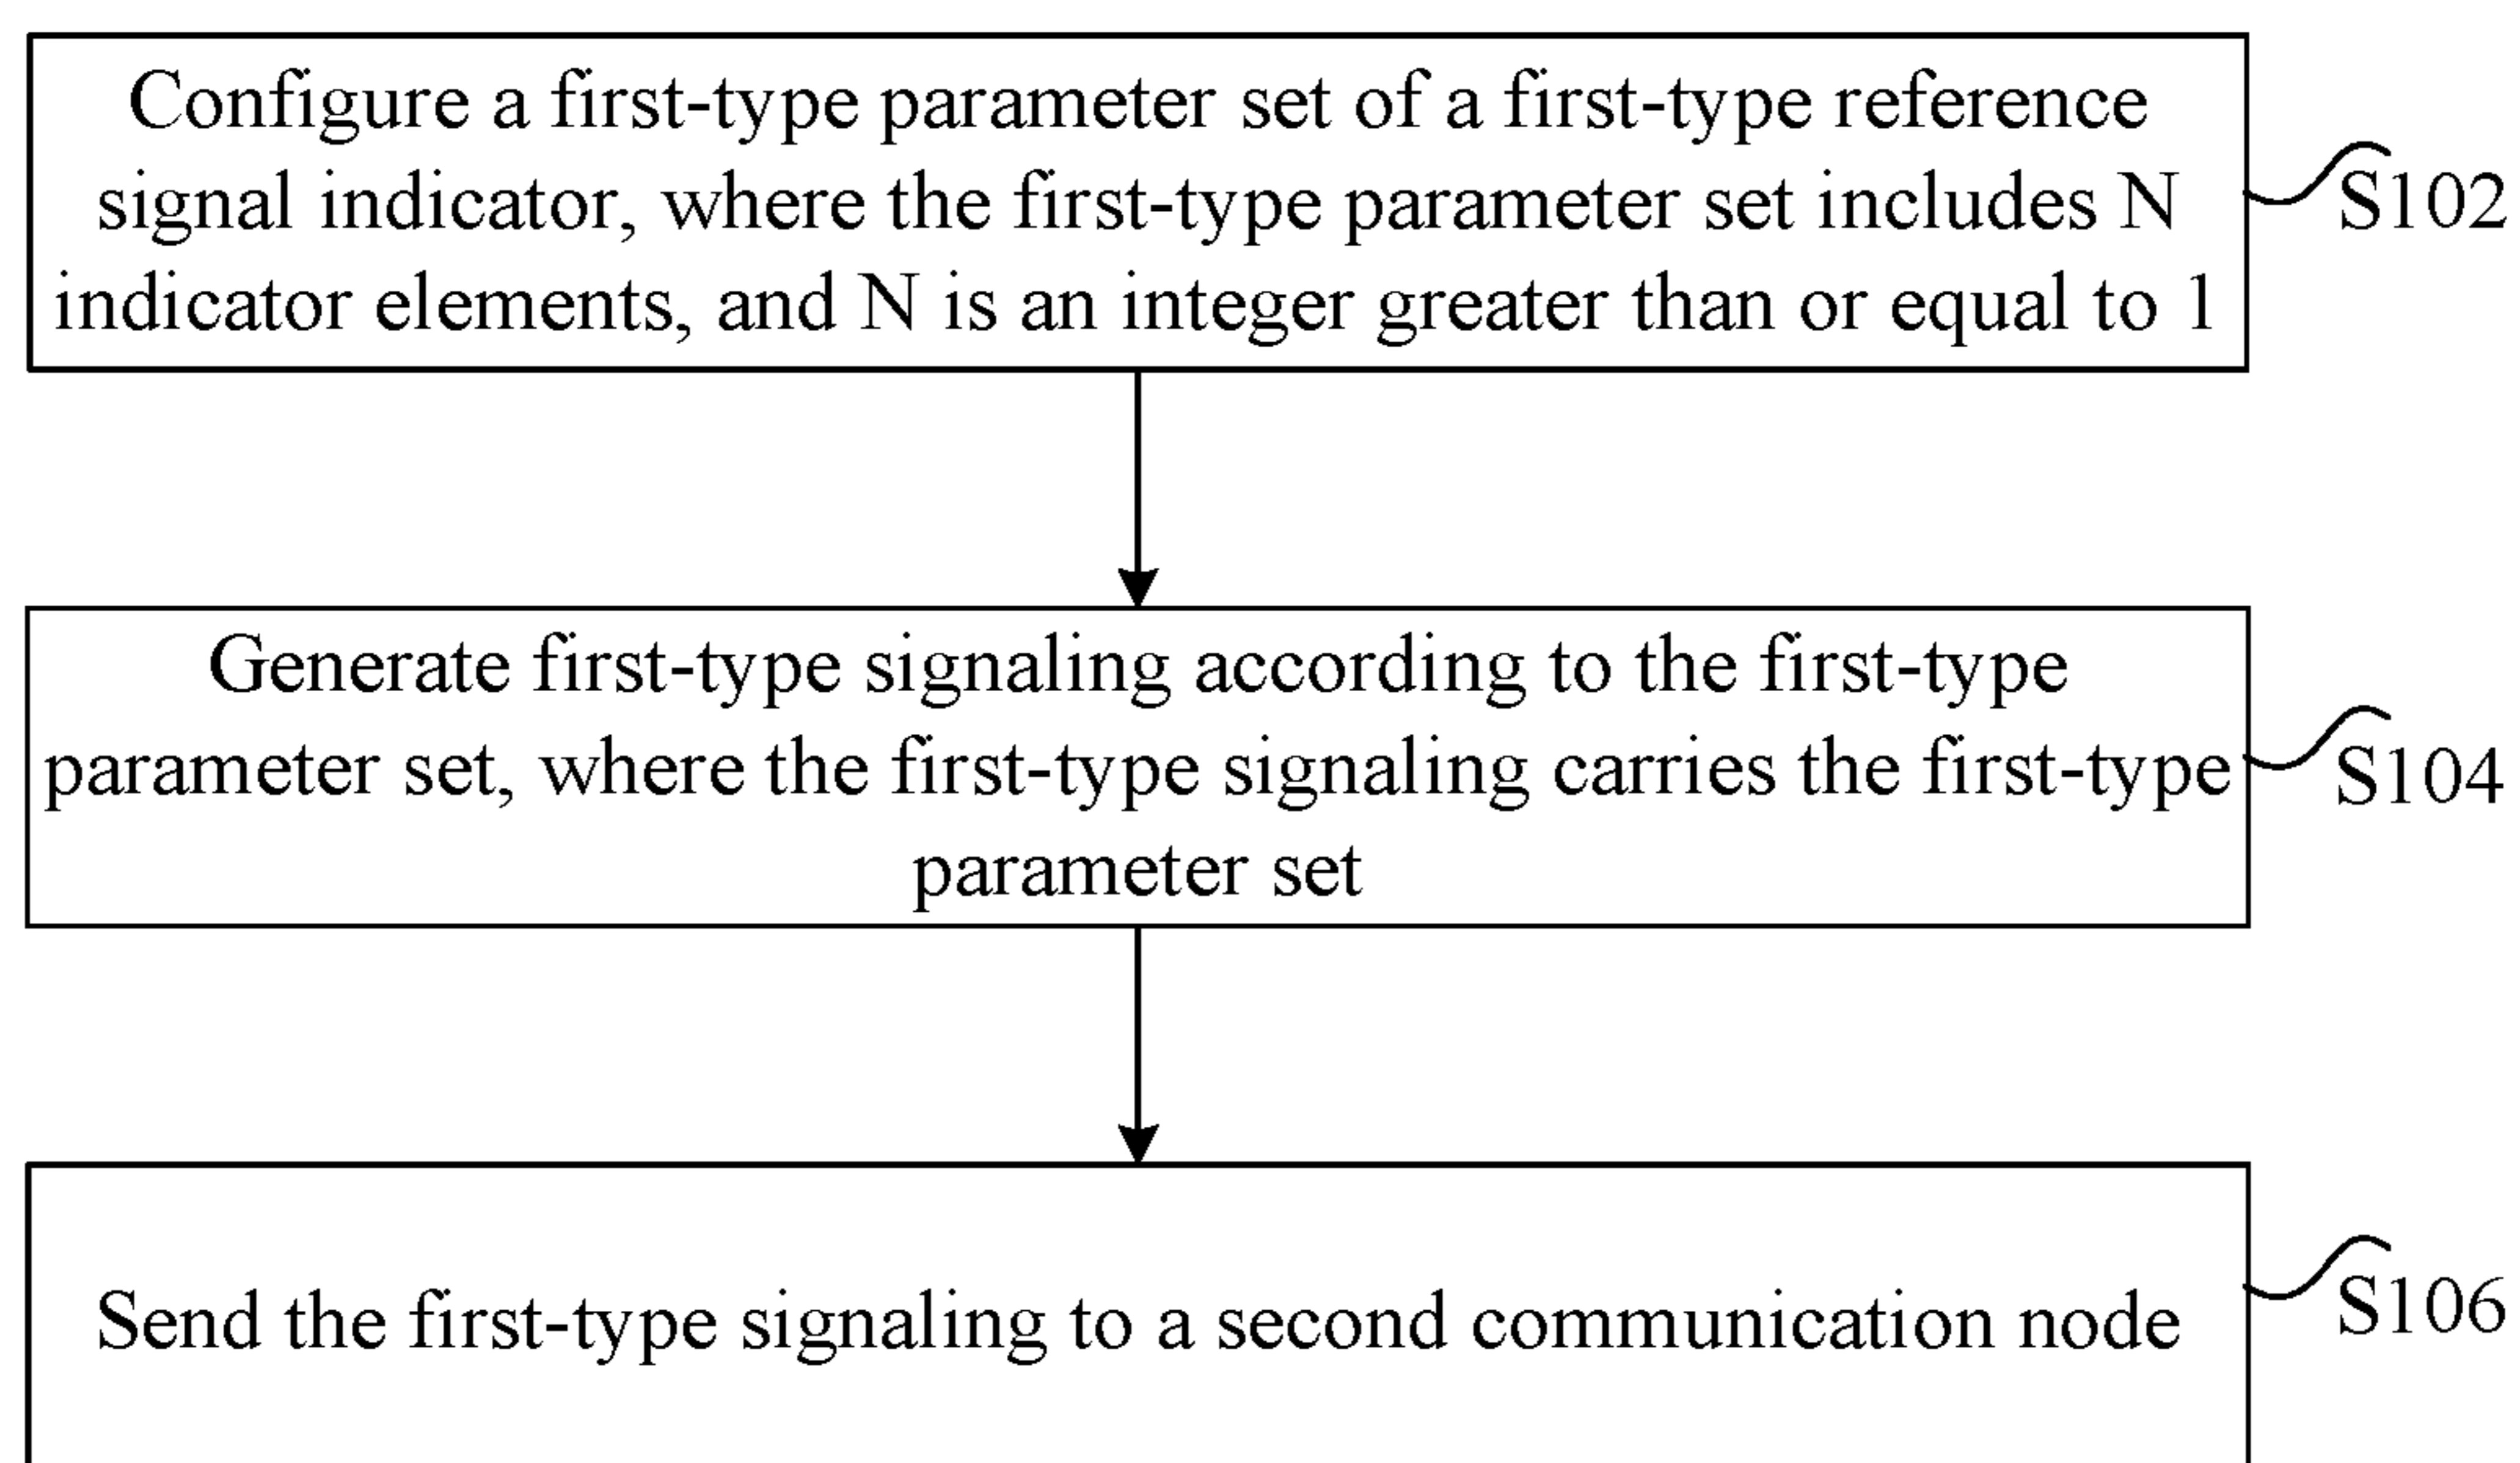 Configure a first-type parameter set of a first-type reference
signal indicator, where the first-type parameter set includes N
indicator elements, and N is an integer greater than or equal to 1
S102
Generate first-type signaling according to the first-type
parameter set, where the first-type signaling carries the first-type
parameter set
S104
Send the first-type signaling to a second communication node
S106